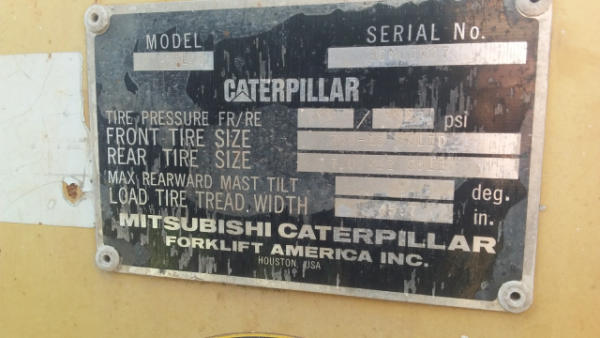 MODEL SERIAL No.
CATERPILLAR
TIRE PRESSURE FR/RE / psi
FRONT TIRE SIZE
REAR TIRE SIZE
MAX REARWARD MAST TILT deg.
LOAD TIRE TREAD WIDTH in.
MITSUBISHI CATERPILLAR
FORKLIFT AMERICA INC.
HOUSTON, USA